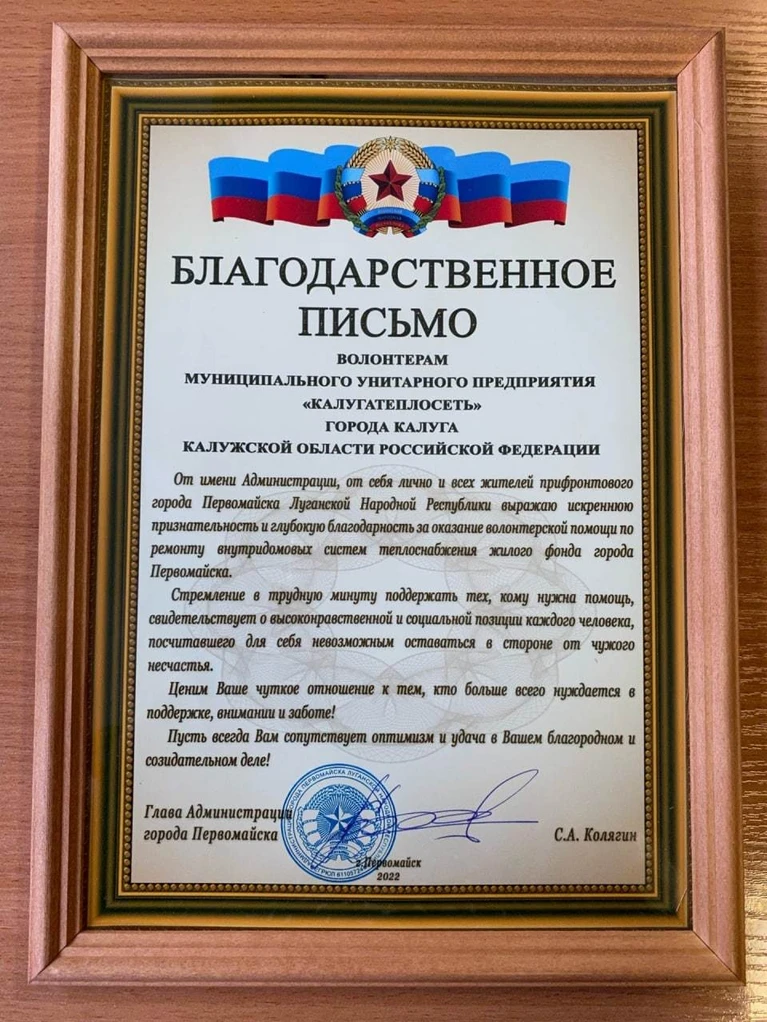 БЛАГОДАРСТВЕННОЕ
ПИСЬМО
ВОЛОНТЕРАМ
МУНИЦИПАЛЬНОГО УНИТАРНОГО ПРЕДПРИЯТИЯ
«КАЛУГАТЕПЛОСЕТЬ»
ГОРОДА КАЛУГА
КАЛУЖСКОЙ ОБЛАСТИ РОССИЙСКОЙ ФЕДЕРАЦИИ
От имени Администрации, от себя лично и всех жителей прифронтового
города Первомайска Луганской Народной Республики выражаю искреннюю
признательность и глубокую благодарность за оказание волонтерской помощи по
ремонту внутридомовых систем теплоснабжения жилого фонда города
Первомайска.
Стремление в трудную минуту поддержать тех, кому нужна помощь,
свидетельствует о высоконравственной и социальной позиции каждого человека,
посчитавшего для себя невозможным оставаться в стороне от чужого
несчастья.
Ценим Ваше чуткое отношение к тем, кто больше всего нуждается в
поддержке, внимании и заботе!
Пусть всегда Вам сопутствует оптимизм и удача в Вашем благородном и
созидательном деле!
Глава Администрации
города Первомайска
С.А. Колягин
г.Первомайск
2022